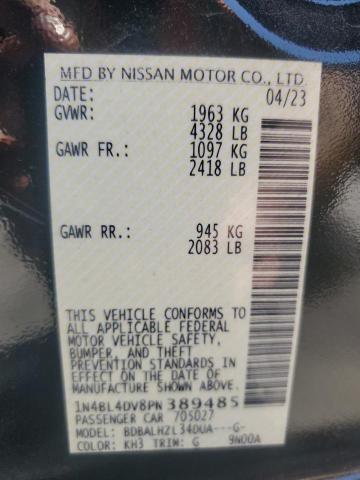 MFD BY NISSAN MOTOR CO., LTD.
DATE: 04/23
GVWR: 1963 KG
4328 LB
GAWR FR.: 1097 KG
2418 LB
GAWR RR.: 945 KG
2083 LB
THIS VEHICLE CONFORMS TO
ALL APPLICABLE FEDERAL
MOTOR VEHICLE SAFETY,
BUMPER, AND THEFT
PREVENTION STANDARDS IN
EFFECT ON THE DATE OF
MANUFACTURE SHOWN ABOVE.
1N4BL4DV8PN389485
PASSENGER CAR 705027
MODEL: BDBALHZL34DUA---G-
COLOR: KH3 TRIM: G 9N00A